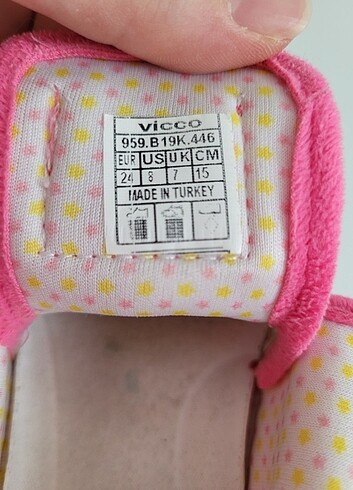 vicco
959.B19K.446
EUR US UK CM
24 8 7 15
MADE IN TURKEY